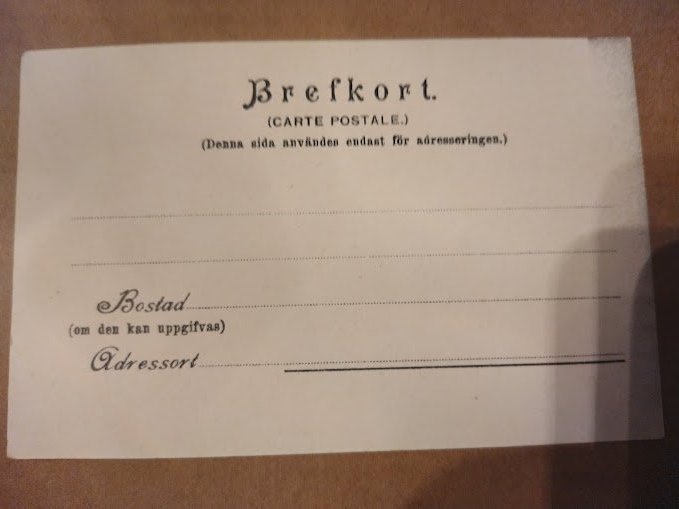 Brefkort.
(CARTE POSTALE.)
(Denna sida användes endast för adresseringen.)
Bostad
(om den kan uppgifvas)
Adressort